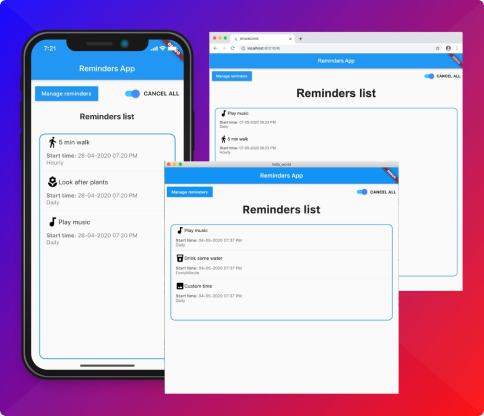 7:21
Reminders App
Manage reminders
CANCEL ALL
Reminders list
5 min walk
Start time: 28-04-2020 07:20 PM
Hourly
Look after plants
Start time: 28-04-2020 07:20 PM
Daily
Play music
Start time: 28-04-2020 07:20 PM
Daily
Reminders App
Manage reminders
CANCEL ALL
Reminders list
Play music
Start time: 07-05-2020 06:23 PM
Daily
5 min walk
Start time: 07-05-2020 06:23 PM
Hourly
hello_world
Reminders App
Manage reminders
CANCEL ALL
Reminders list
Play music
Start time: 04-05-2020 07:37 PM
Daily
Drink some water
Start time: 04-05-2020 07:37 PM
EveryMinute
Custom time
Start time: 04-05-2020 07:37 PM
Daily